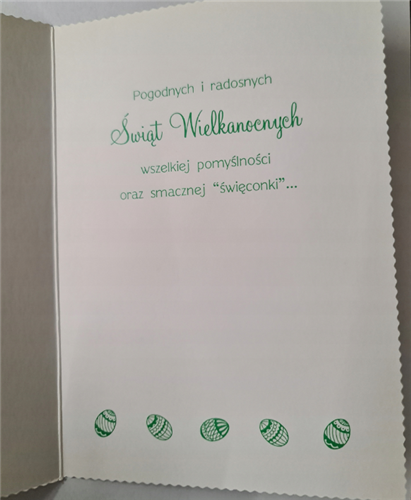 Pogodnych i radosnych
Świąt Wielkanocnych
wszelkiej pomyślności
oraz smacznej “święconki”...